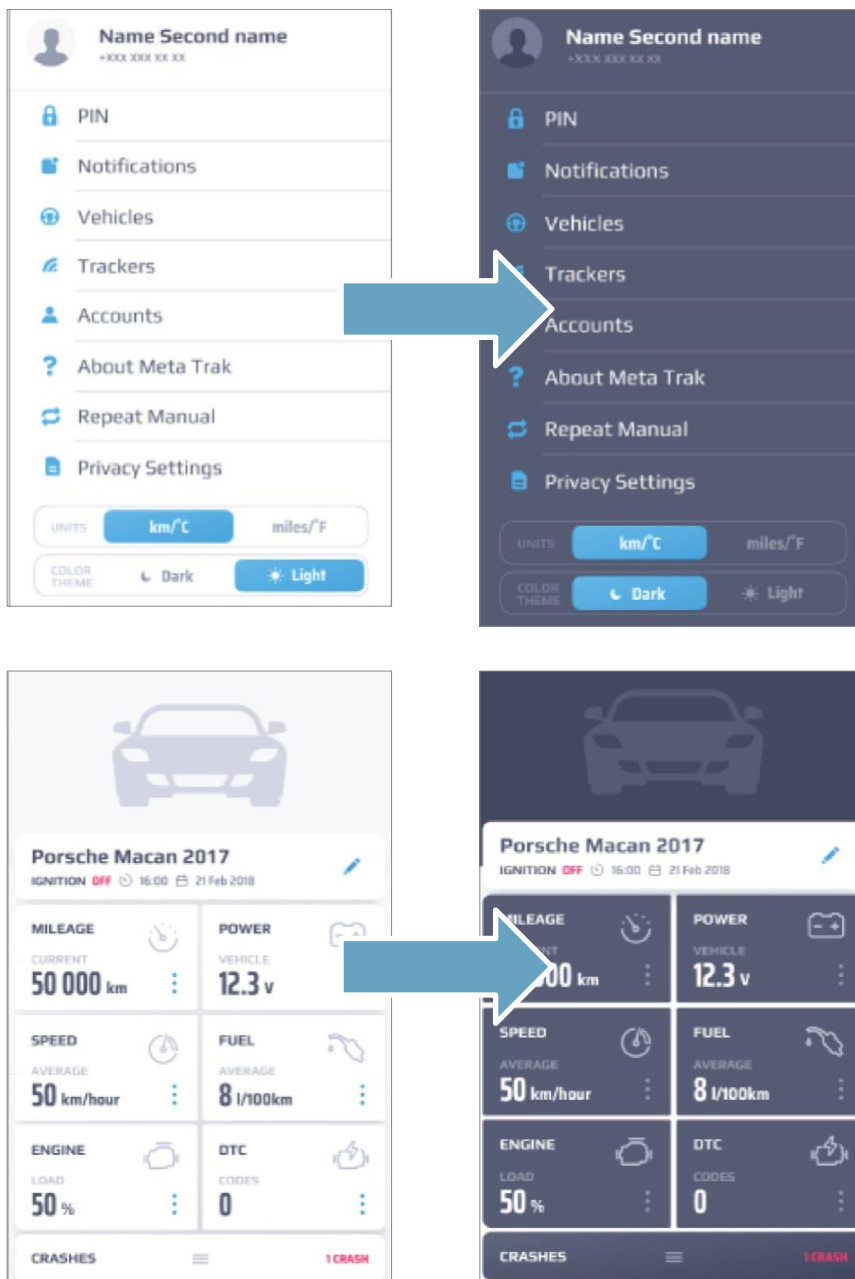 Name Second name
+XXX XXX XX XX
PIN
Notifications
Vehicles
Trackers
Accounts
About Meta Trak
Repeat Manual
Privacy Settings
UNITS km/°C miles/°F
COLOR THEME Dark Light
Name Second name
+XXX XXX XX XX
PIN
Notifications
Vehicles
Trackers
Accounts
About Meta Trak
Repeat Manual
Privacy Settings
UNITS km/°C miles/°F
COLOR THEME Dark Light
Porsche Macan 2017
IGNITION OFF 16:00 21 Feb 2018
MILEAGE POWER
CURRENT VEHICLE
50 000 km 12.3 V
SPEED FUEL
AVERAGE AVERAGE
50 km/hour 8 l/100km
ENGINE DTC
LOAD CODES
50 % 0
CRASHES 1 CRASH
Porsche Macan 2017
IGNITION OFF 16:00 21 Feb 2018
POWER
VEHICLE
km 12.3 V
SPEED FUEL
AVERAGE AVERAGE
50 km/hour 8 l/100km
ENGINE DTC
LOAD CODES
50 % 0
CRASHES 1 CRASH